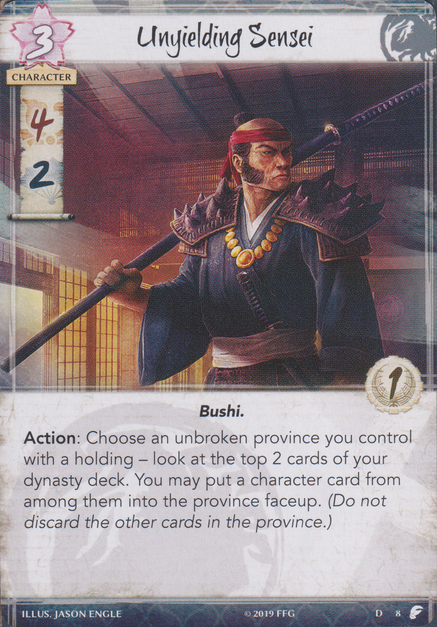 3
Unyielding Sensei
CHARACTER
4
2
1
Bushi.
Action: Choose an unbroken province you control
with a holding – look at the top 2 cards of your
dynasty deck. You may put a character card from
among them into the province faceup. (Do not
discard the other cards in the province.)
ILLUS. JASON ENGLE © 2019 FFG D 8